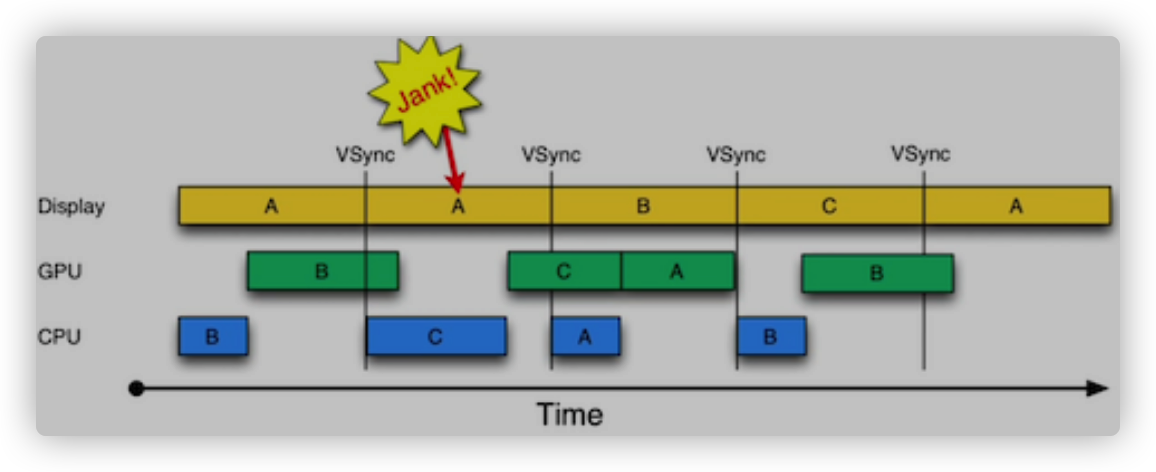 Jank!
VSync VSync VSync VSync
Display A A B C A
GPU B C A B
CPU B C A B
Time